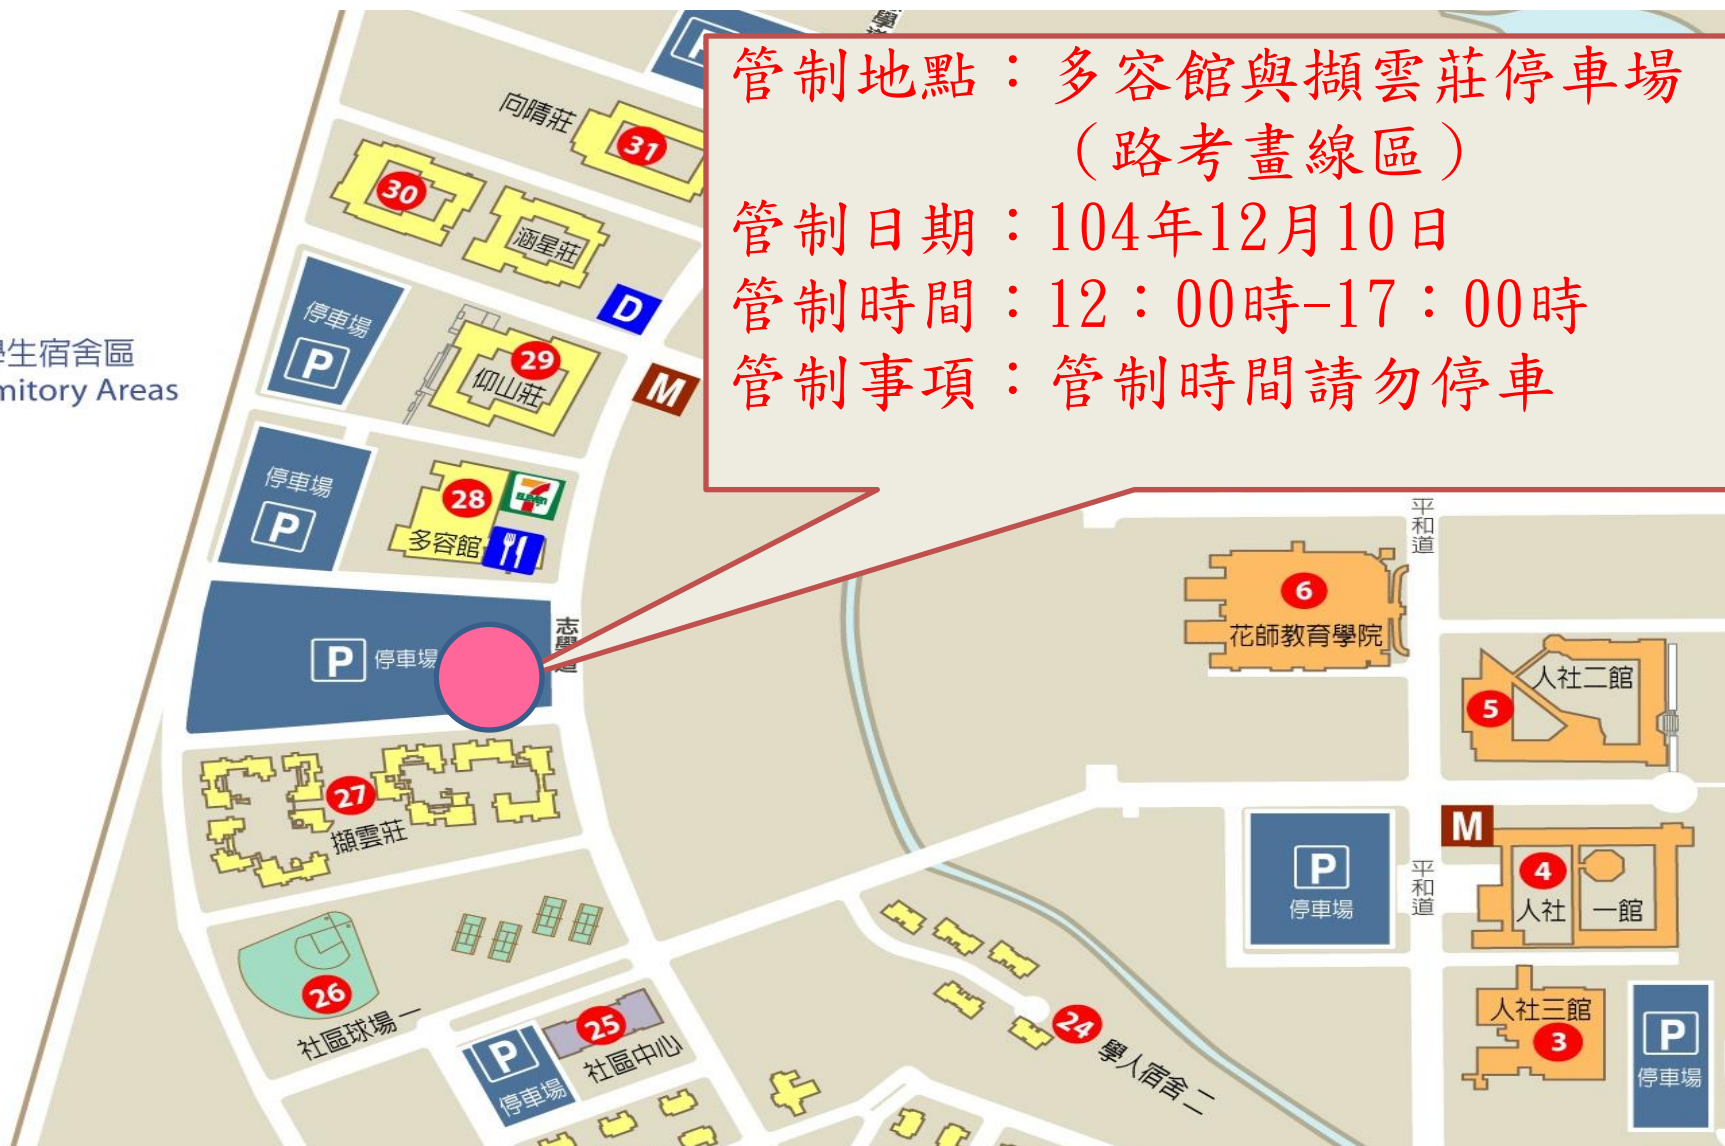 管制地點：多容館與擷雲莊停車場
（路考畫線區）
管制日期：104年12月10日
管制時間：12：00時-17：00時
管制事項：管制時間請勿停車
向晴莊
31
30
涵星莊
D
停車場
P
29
仰山莊
M
生宿舍區
mitory Areas
停車場
P
28
7
ELEVEN
多容館
P
停車場
志學道
27
擷雲莊
26
社區球場一
25
社區中心
P
停車場
24
學人宿舍二
平和道
6
花師教育學院
人社二館
5
M
P
停車場
平和道
4
人社
一館
人社三館
3
P
停車場